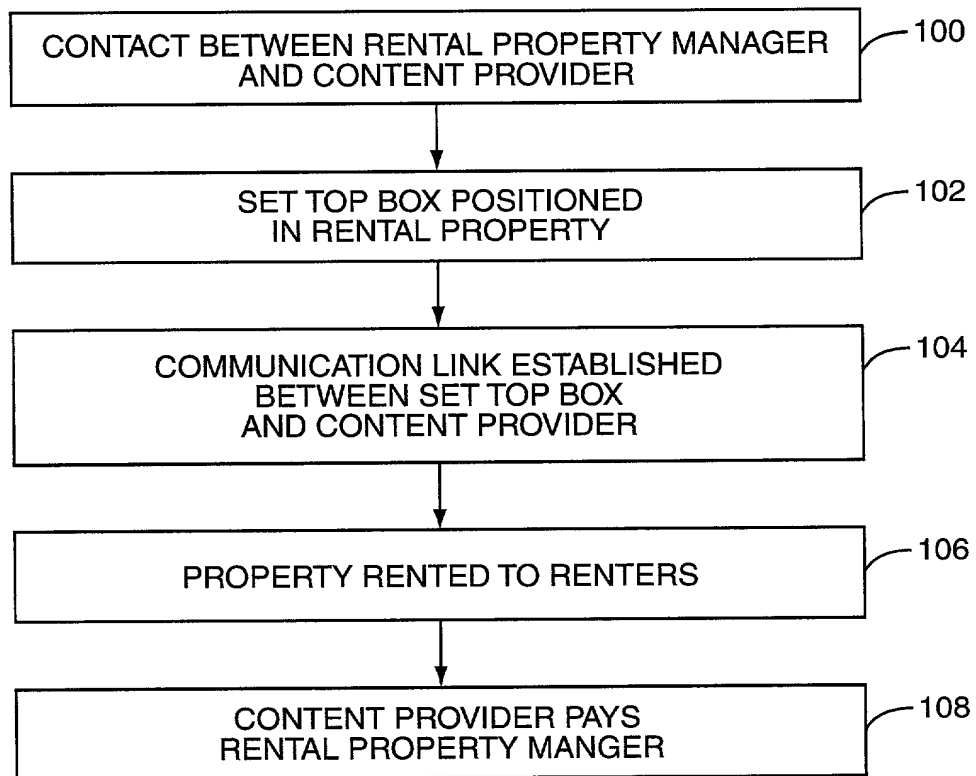 CONTACT BETWEEN RENTAL PROPERTY MANAGER
AND CONTENT PROVIDER
100
SET TOP BOX POSITIONED
IN RENTAL PROPERTY
102
COMMUNICATION LINK ESTABLISHED
BETWEEN SET TOP BOX
AND CONTENT PROVIDER
104
PROPERTY RENTED TO RENTERS
106
CONTENT PROVIDER PAYS
RENTAL PROPERTY MANGER
108